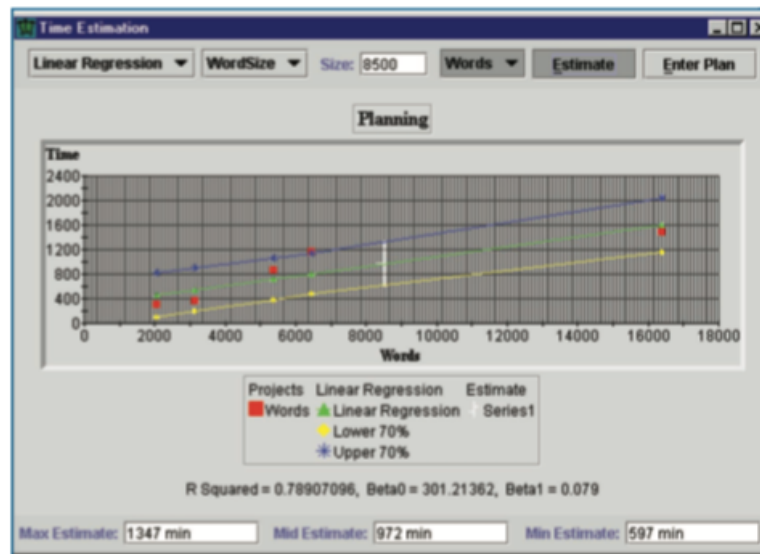 Time Estimation
Linear Regression WordSize Size: 8500 Words Estimate Enter Plan
Planning
Time
2400
2000
1600
1200
800
400
0
0 2000 4000 6000 8000 10000 12000 14000 16000 18000
Words
Projects Linear Regression Estimate
Words Linear Regression Series1
Lower 70%
Upper 70%
R Squared = 0.78907096, Beta0 = 301.21362, Beta1 = 0.079
Max Estimate: 1347 min Mid Estimate: 972 min Min Estimate: 597 min